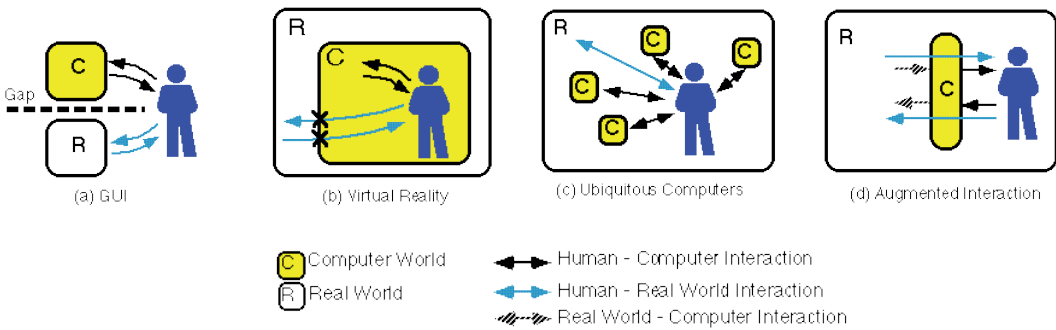 C
Gap
R
(a) GUI
R
C
(b) Virtual Reality
R
C
C
C
C
(c) Ubiquitous Computers
R
C
(d) Augmented Interaction
C Computer World
R Real World
Human - Computer Interaction
Human - Real World Interaction
Real World - Computer Interaction